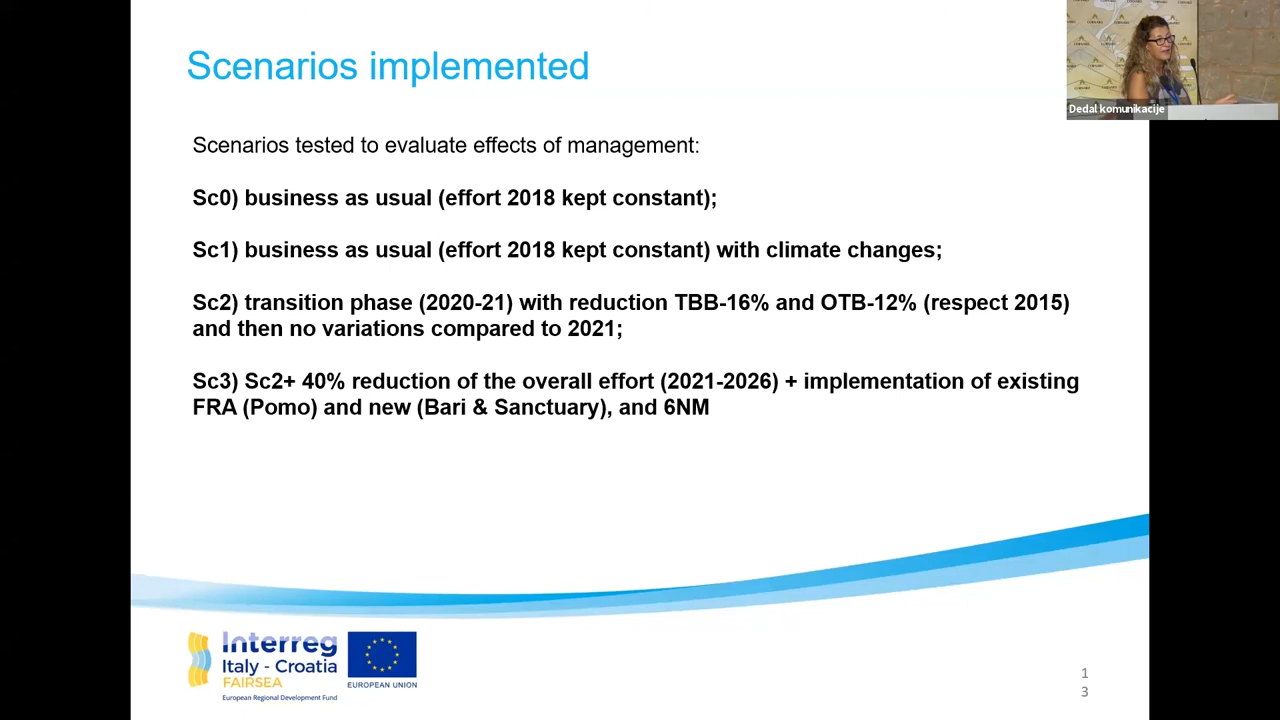 Scenarios implemented
Dedal komunikacije
Scenarios tested to evaluate effects of management:
Sc0) business as usual (effort 2018 kept constant);
Sc1) business as usual (effort 2018 kept constant) with climate changes;
Sc2) transition phase (2020-21) with reduction TBB-16% and OTB-12% (respect 2015)
and then no variations compared to 2021;
Sc3) Sc2+ 40% reduction of the overall effort (2021-2026) + implementation of existing
FRA (Pomo) and new (Bari & Sanctuary), and 6NM
Interreg
Italy - Croatia
FAIRSEA
European Regional Development Fund
EUROPEAN UNION
1
3